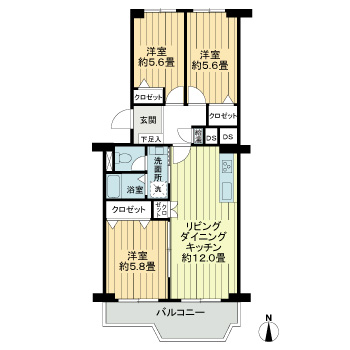 洋室
約5.6畳
洋室
約5.6畳
クロゼット
クロゼット
玄関
下足入
給湯
DS
DS
洗面所
洗
浴室
クロゼット
クロゼット
リビング
ダイニング
キッチン
約12.0畳
洋室
約5.8畳
バルコニー
N